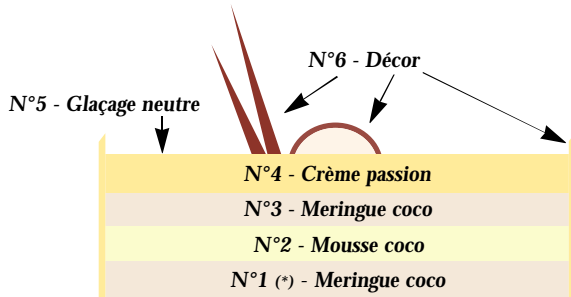 N°6 - Décor
N°5 - Glaçage neutre
N°4 - Crème passion
N°3 - Meringue coco
N°2 - Mousse coco
N°1 (*) - Meringue coco